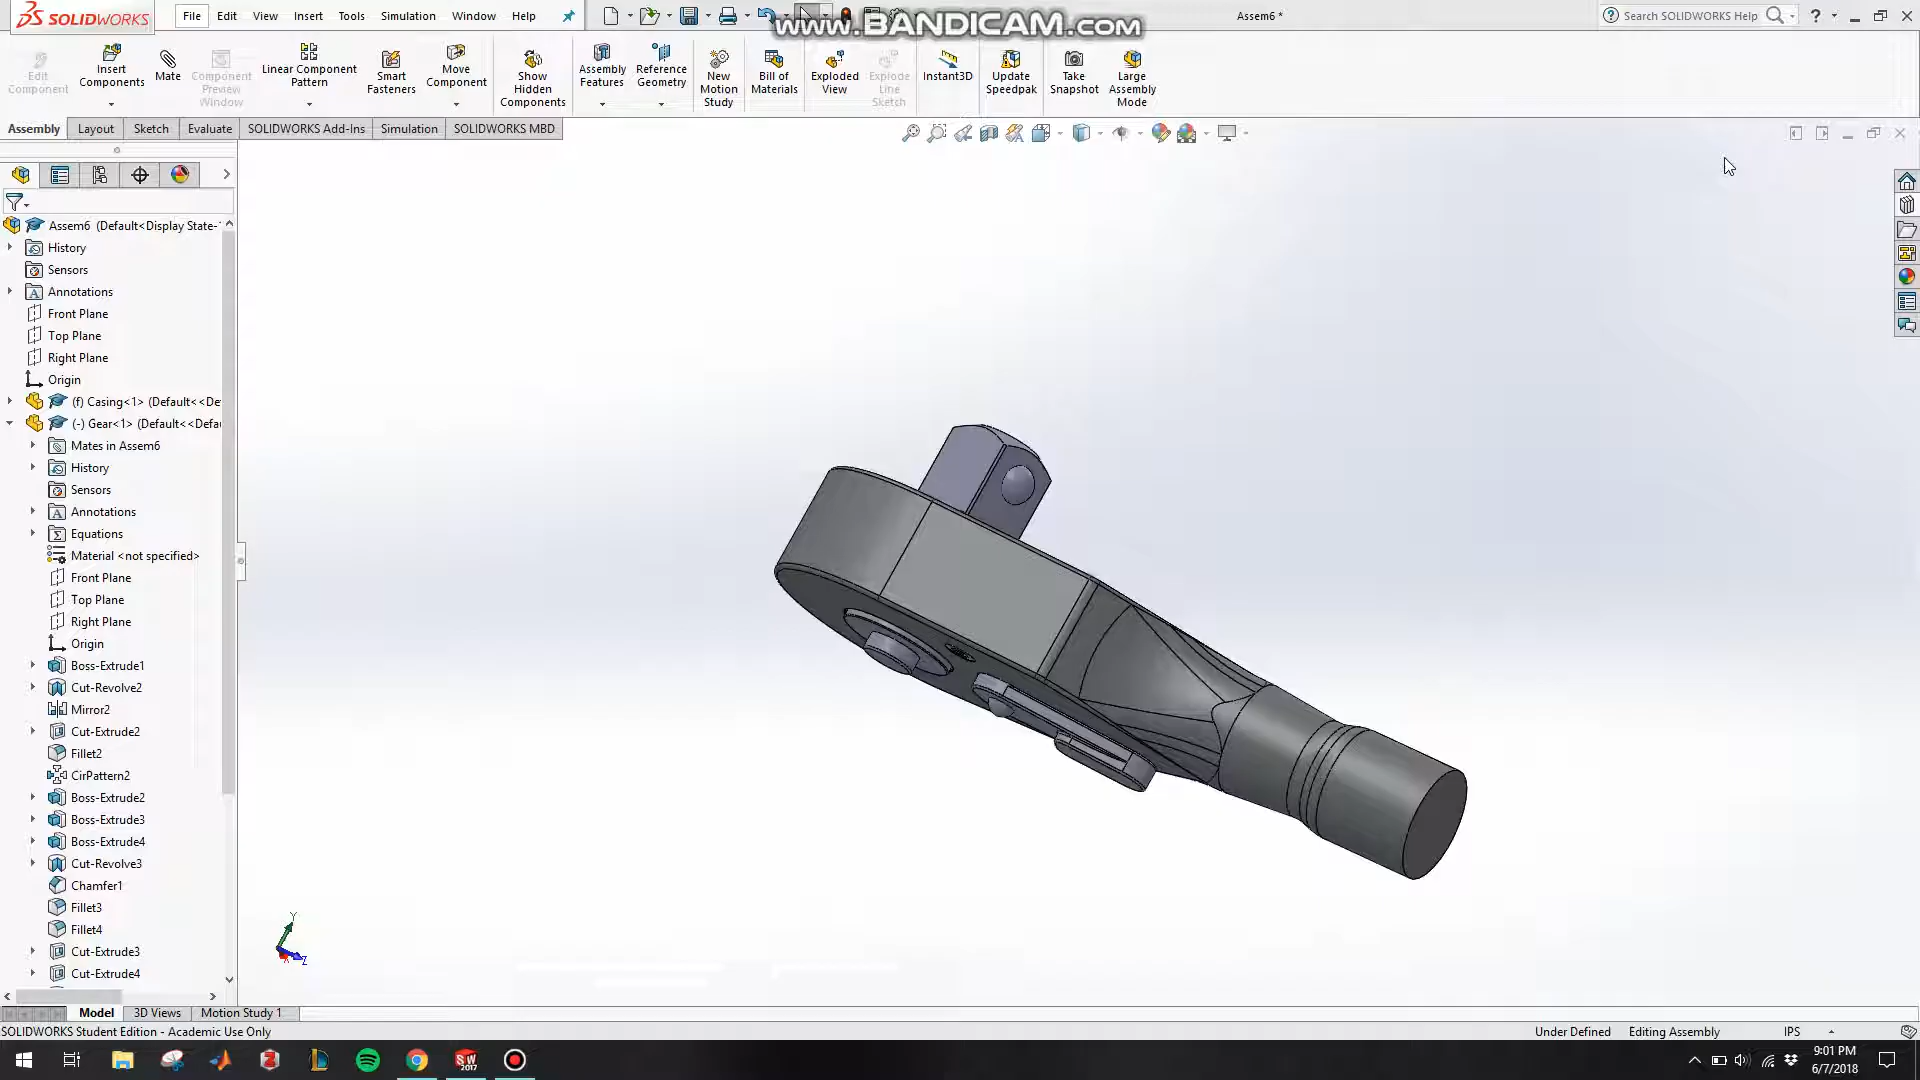 SOLIDWORKS
File Edit View Insert Tools Simulation Window Help
www.BANDICAM.com
Assem6 *
Search SOLIDWORKS Help
Edit Component
Insert Components
Mate
Component Preview Window
Linear Component Pattern
Smart Fasteners
Move Component
Show Hidden Components
Assembly Features
Reference Geometry
New Motion Study
Bill of Materials
Exploded View
Explode Line Sketch
Instant3D
Update Speedpak
Take Snapshot
Large Assembly Mode
Assembly Layout Sketch Evaluate SOLIDWORKS Add-Ins Simulation SOLIDWORKS MBD
Assem6 (Default<Display State-
History
Sensors
Annotations
Front Plane
Top Plane
Right Plane
Origin
(f) Casing<1> (Default<<De
(-) Gear<1> (Default<<Defau
Mates in Assem6
History
Sensors
Annotations
Equations
Material <not specified>
Front Plane
Top Plane
Right Plane
Origin
Boss-Extrude1
Cut-Revolve2
Mirror2
Cut-Extrude2
Fillet2
CirPattern2
Boss-Extrude2
Boss-Extrude3
Boss-Extrude4
Cut-Revolve3
Chamfer1
Fillet3
Fillet4
Cut-Extrude3
Cut-Extrude4
Y
X
Z
Model 3D Views Motion Study 1
SOLIDWORKS Student Edition - Academic Use Only
Under Defined Editing Assembly IPS
SW 2017
9:01 PM
6/7/2018